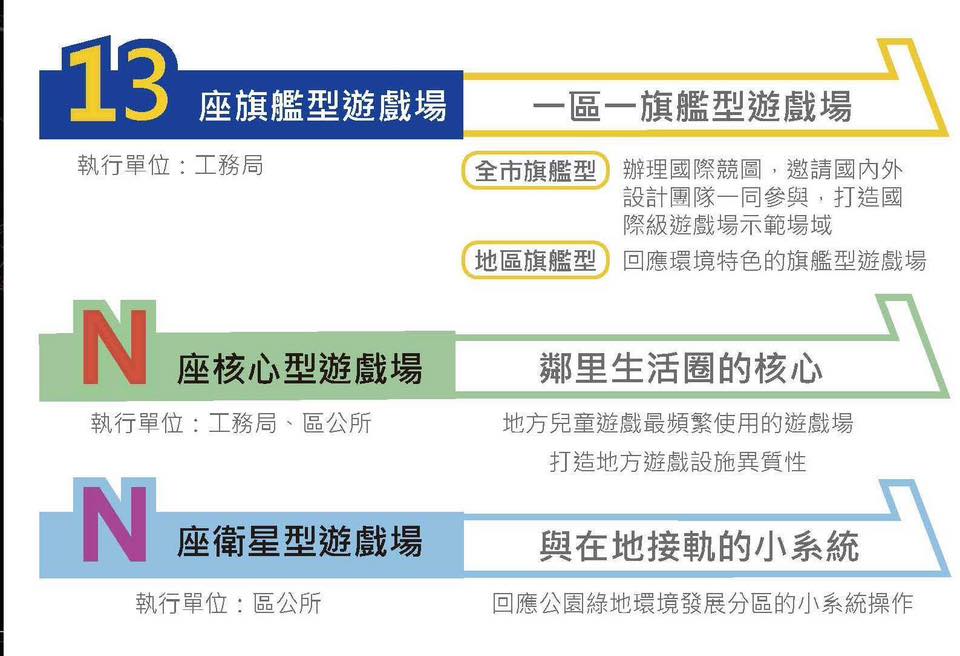 13座旗艦型遊戲場
一區一旗艦型遊戲場
執行單位：工務局
全市旗艦型
辦理國際競圖，邀請國內外
設計團隊一同參與，打造國
際級遊戲場示範場域
地區旗艦型
回應環境特色的旗艦型遊戲場
N座核心型遊戲場
鄰里生活圈的核心
執行單位：工務局、區公所
地方兒童遊戲最頻繁使用的遊戲場
打造地方遊戲設施異質性
N座衛星型遊戲場
與在地接軌的小系統
執行單位：區公所
回應公園綠地環境發展分區的小系統操作